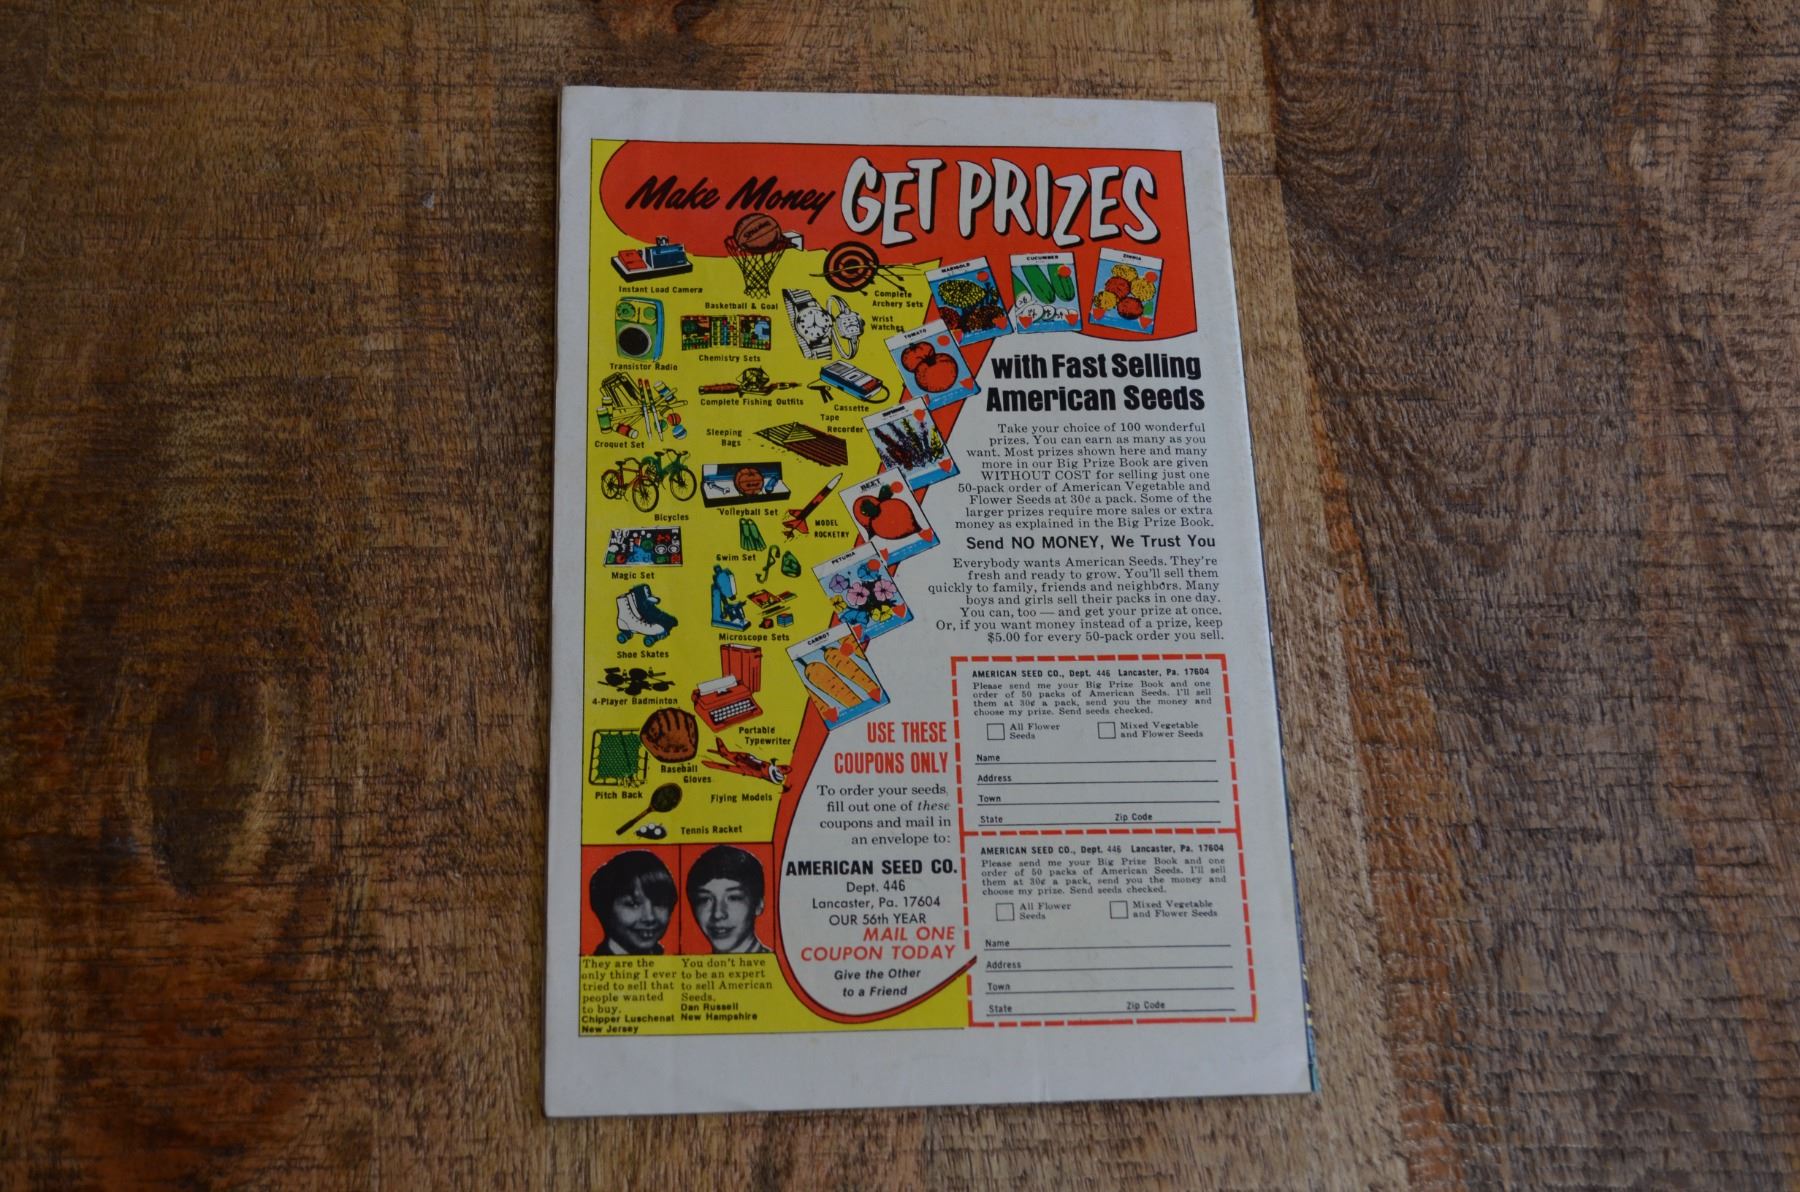 Make Money GET PRIZES
Instant Load Camera
SPALDING
Basketball & Goal
Complete
Archery Sets
Wrist
Watches
Transistor Radio
Chemistry Sets
Complete Fishing Outfits
Cassette
Tape
Recorder
Croquet Set
Sleeping
Bags
Bicycles
Volleyball Set
MODEL
ROCKETRY
Magic Set
Swim Set
Shoe Skates
Microscope Sets
4-Player Badminton
Portable
Typewriter
Pitch Back
Baseball
Gloves
Flying Models
Tennis Racket
MARIGOLD
CUCUMBER
ZINNIA
TOMATO
BEET
PETUNIA
CARROT
with Fast Selling
American Seeds
Take your choice of 100 wonderful
prizes. You can earn as many as you
want. Most prizes shown here and many
more in our Big Prize Book are given
WITHOUT COST for selling just one
50-pack order of American Vegetable and
Flower Seeds at 30¢ a pack. Some of the
larger prizes require more sales or extra
money as explained in the Big Prize Book.
Send NO MONEY, We Trust You
Everybody wants American Seeds. They're
fresh and ready to grow. You'll sell them
quickly to family, friends and neighbors. Many
boys and girls sell their packs in one day.
You can, too — and get your prize at once.
Or, if you want money instead of a prize, keep
$5.00 for every 50-pack order you sell.
USE THESE
COUPONS ONLY
To order your seeds,
fill out one of these
coupons and mail in
an envelope to:
AMERICAN SEED CO.
Dept. 446
Lancaster, Pa. 17604
OUR 56th YEAR
MAIL ONE
COUPON TODAY
Give the Other
to a Friend
They are the
only thing I ever
tried to sell that
people wanted
to buy.
Chipper Luschenat
New Jersey
You don't have
to be an expert
to sell American
Seeds.
Dan Russell
New Hampshire
AMERICAN SEED CO., Dept. 446 Lancaster, Pa. 17604
Please send me your Big Prize Book and one
order of 50 packs of American Seeds. I'll sell
them at 30¢ a pack, send you the money and
choose my prize. Send seeds checked.
All Flower
Seeds
Mixed Vegetable
and Flower Seeds
Name
Address
Town
State Zip Code
AMERICAN SEED CO., Dept. 446 Lancaster, Pa. 17604
Please send me your Big Prize Book and one
order of 50 packs of American Seeds. I'll sell
them at 30¢ a pack, send you the money and
choose my prize. Send seeds checked.
All Flower
Seeds
Mixed Vegetable
and Flower Seeds
Name
Address
Town
State Zip Code